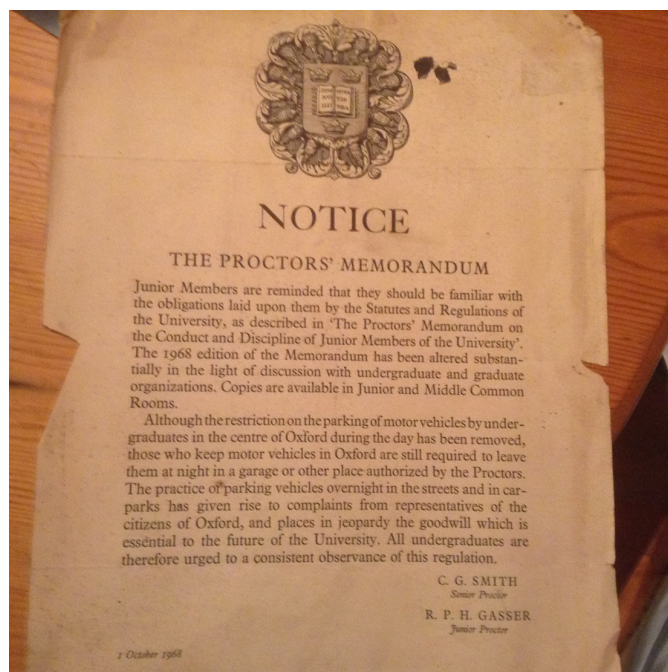 NOTICE
THE PROCTORS' MEMORANDUM
Junior Members are reminded that they should be familiar with
the obligations laid upon them by the Statutes and Regulations of
the University, as described in 'The Proctors' Memorandum on
the Conduct and Discipline of Junior Members of the University'.
The 1968 edition of the Memorandum has been altered substan-
tially in the light of discussion with undergraduate and graduate
organizations. Copies are available in Junior and Middle Common
Rooms.
Although the restriction on the parking of motor vehicles by under-
graduates in the centre of Oxford during the day has been removed,
those who keep motor vehicles in Oxford are still required to leave
them at night in a garage or other place authorized by the Proctors.
The practice of parking vehicles overnight in the streets and in car-
parks has given rise to complaints from representatives of the
citizens of Oxford, and places in jeopardy the goodwill which is
essential to the future of the University. All undergraduates are
therefore urged to a consistent observance of this regulation.
C. G. SMITH
Senior Proctor
R. P. H. GASSER
Junior Proctor
1 October 1968